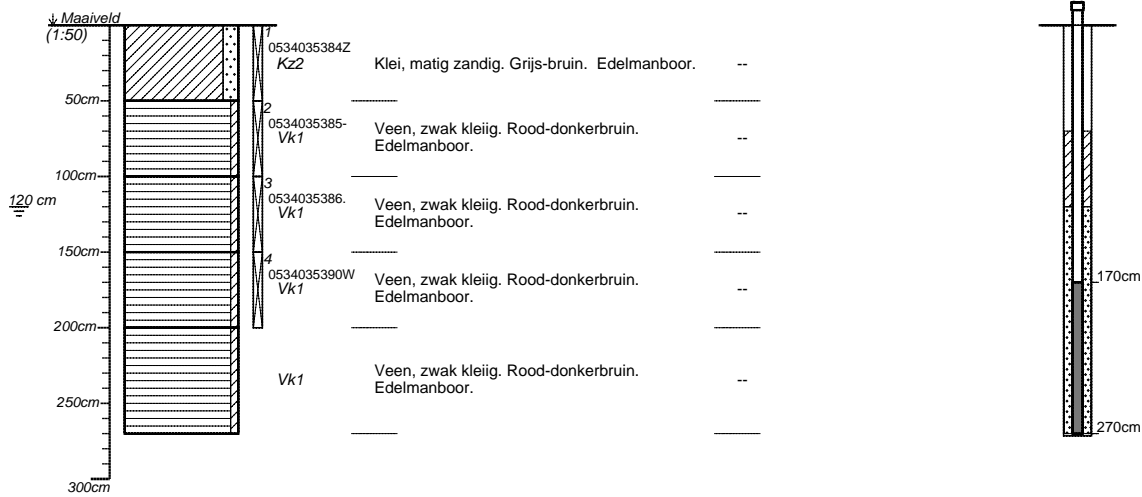 Maaiveld
(1:50)
1
0534035384Z
Kz2
Klei, matig zandig. Grijs-bruin. Edelmanboor.
--
50cm
2
0534035385-
Vk1
Veen, zwak kleiig. Rood-donkerbruin.
Edelmanboor.
--
100cm
3
120 cm
0534035386.
Vk1
Veen, zwak kleiig. Rood-donkerbruin.
Edelmanboor.
--
150cm
4
0534035390W
Vk1
Veen, zwak kleiig. Rood-donkerbruin.
Edelmanboor.
--
170cm
200cm
Vk1
Veen, zwak kleiig. Rood-donkerbruin.
Edelmanboor.
--
250cm
270cm
300cm